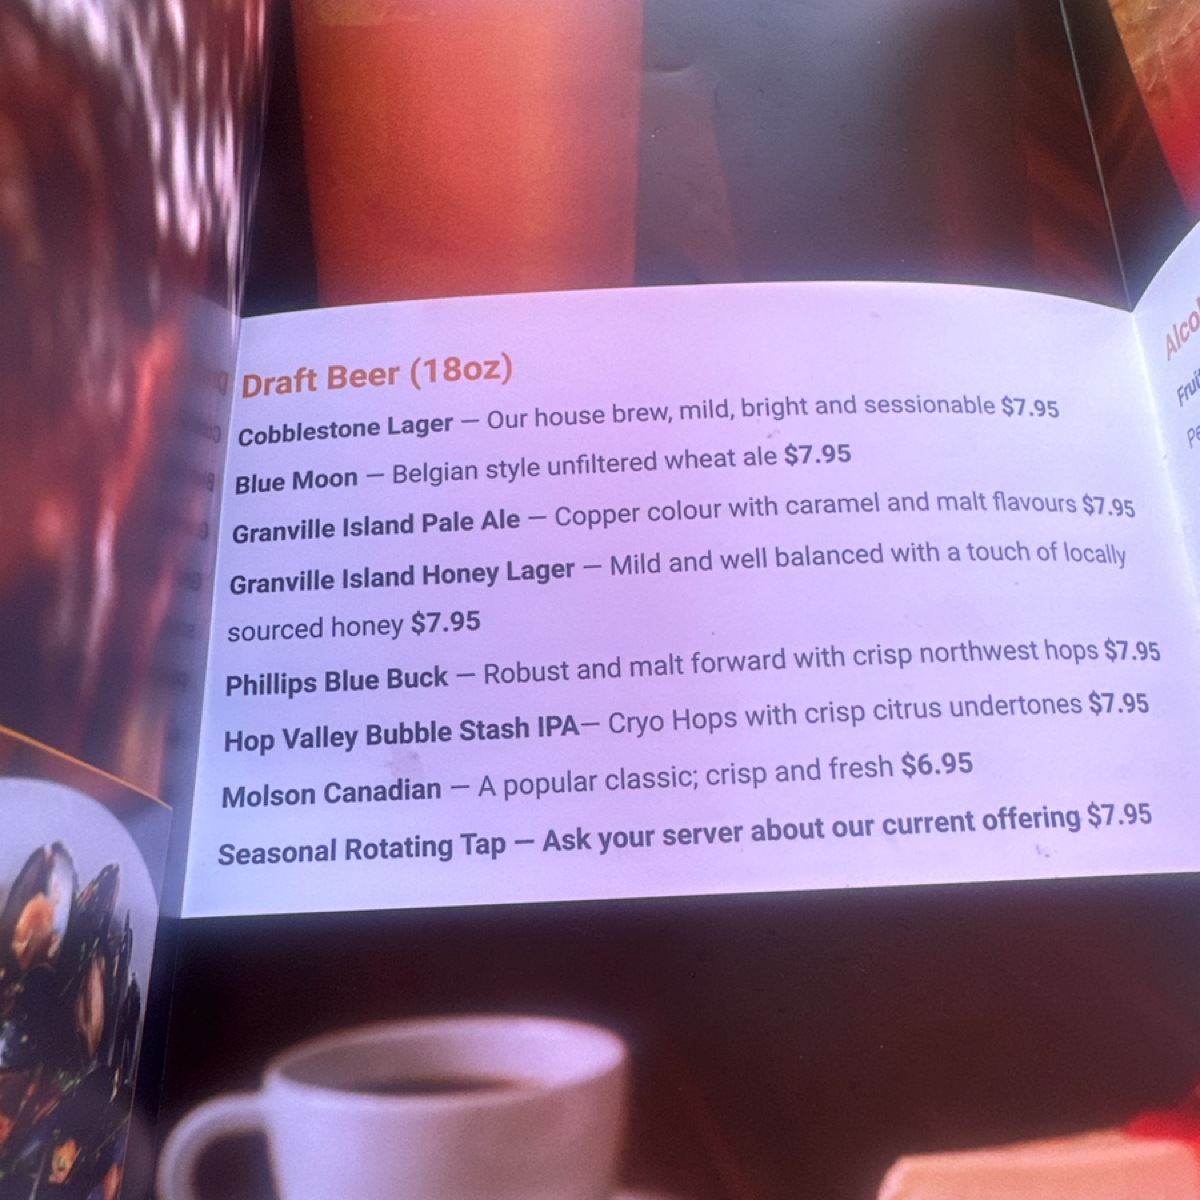 Draft Beer (18oz)
Cobblestone Lager — Our house brew, mild, bright and sessionable $7.95
Blue Moon — Belgian style unfiltered wheat ale $7.95
Granville Island Pale Ale — Copper colour with caramel and malt flavours $7.95
Granville Island Honey Lager — Mild and well balanced with a touch of locally
sourced honey $7.95
Phillips Blue Buck — Robust and malt forward with crisp northwest hops $7.95
Hop Valley Bubble Stash IPA— Cryo Hops with crisp citrus undertones $7.95
Molson Canadian — A popular classic; crisp and fresh $6.95
Seasonal Rotating Tap — Ask your server about our current offering $7.95